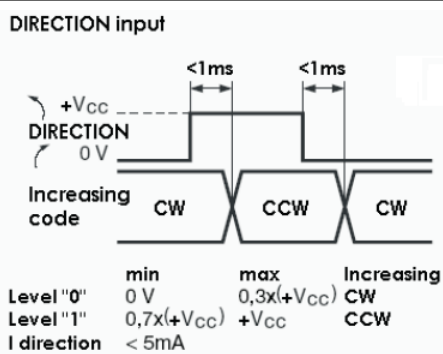 DIRECTION input
<1ms <1ms
+Vcc
DIRECTION
0 V
Increasing
code
CW CCW CW
min max Increasing
Level "0" 0 V 0,3x(+Vcc) CW
Level "1" 0,7x(+Vcc) +Vcc CCW
I direction < 5mA